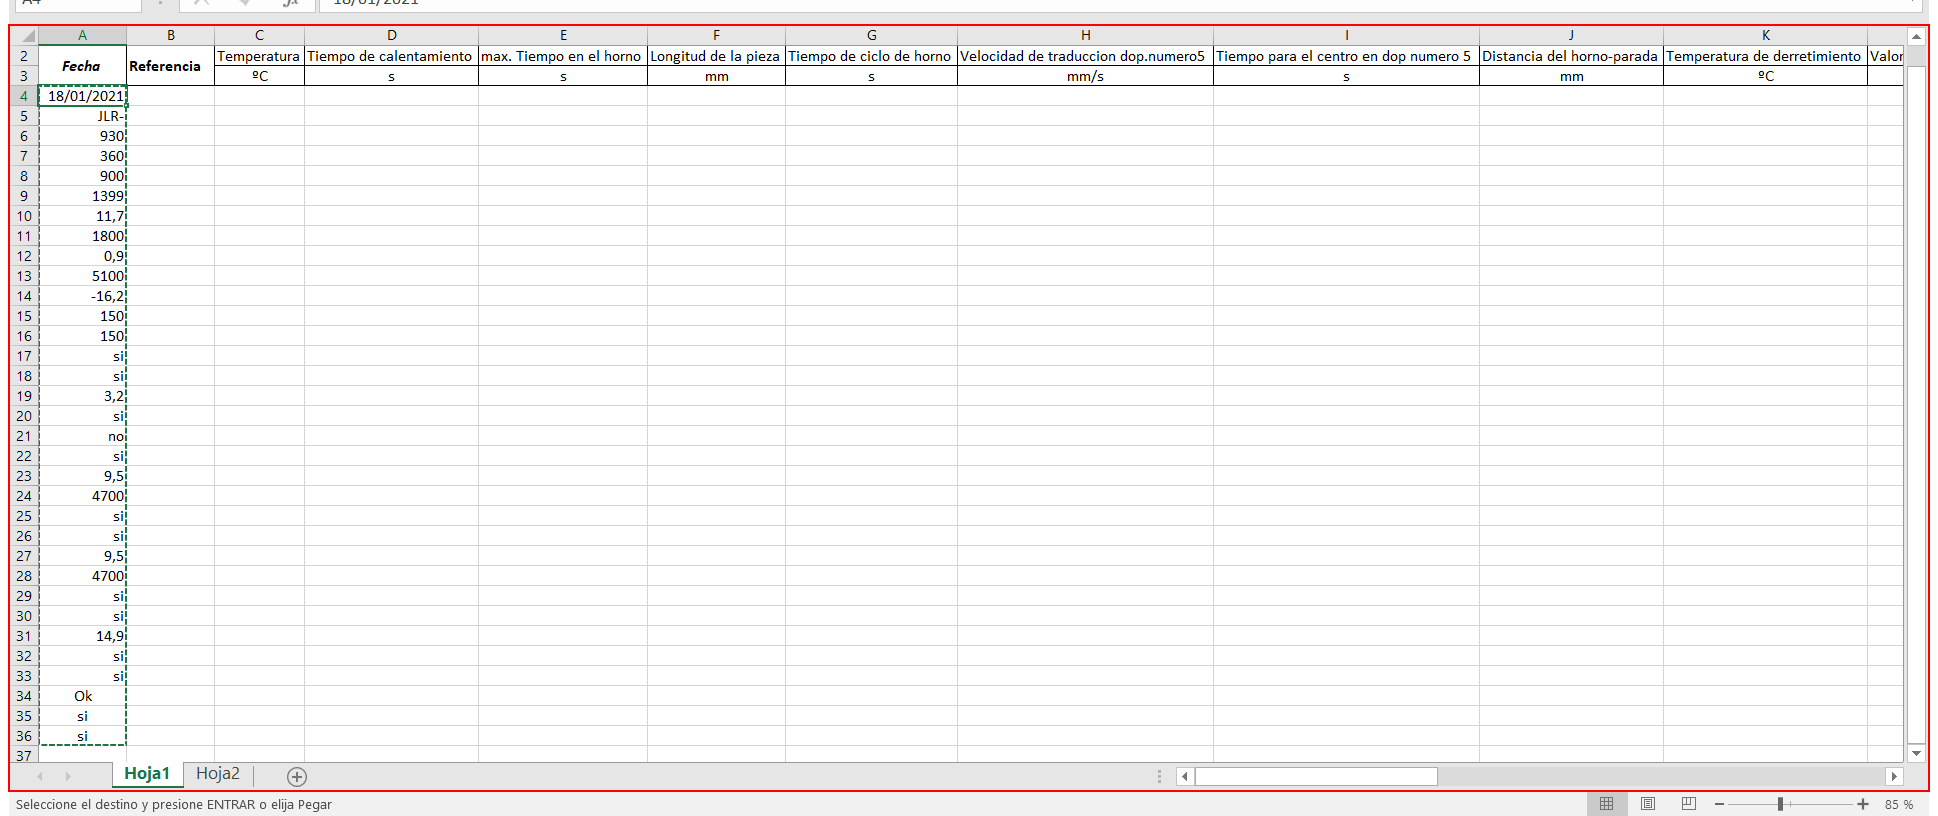 18/01/2021
A B C D E F G H I J K
2 Fecha Referencia Temperatura Tiempo de calentamiento max. Tiempo en el horno Longitud de la pieza Tiempo de ciclo de horno Velocidad de traduccion dop.numero5 Tiempo para el centro en dop numero 5 Distancia del horno-parada Temperatura de derretimiento Valor
3 ºC s s mm s mm/s s mm ºC
4 18/01/2021
5 JLR-
6 930
7 360
8 900
9 1399
10 11,7
11 1800
12 0,9
13 5100
14 -16,2
15 150
16 150
17 si
18 si
19 3,2
20 si
21 no
22 si
23 9,5
24 4700
25 si
26 si
27 9,5
28 4700
29 si
30 si
31 14,9
32 si
33 si
34 Ok
35 si
36 si
37
Hoja1 Hoja2
Seleccione el destino y presione ENTRAR o elija Pegar 85 %